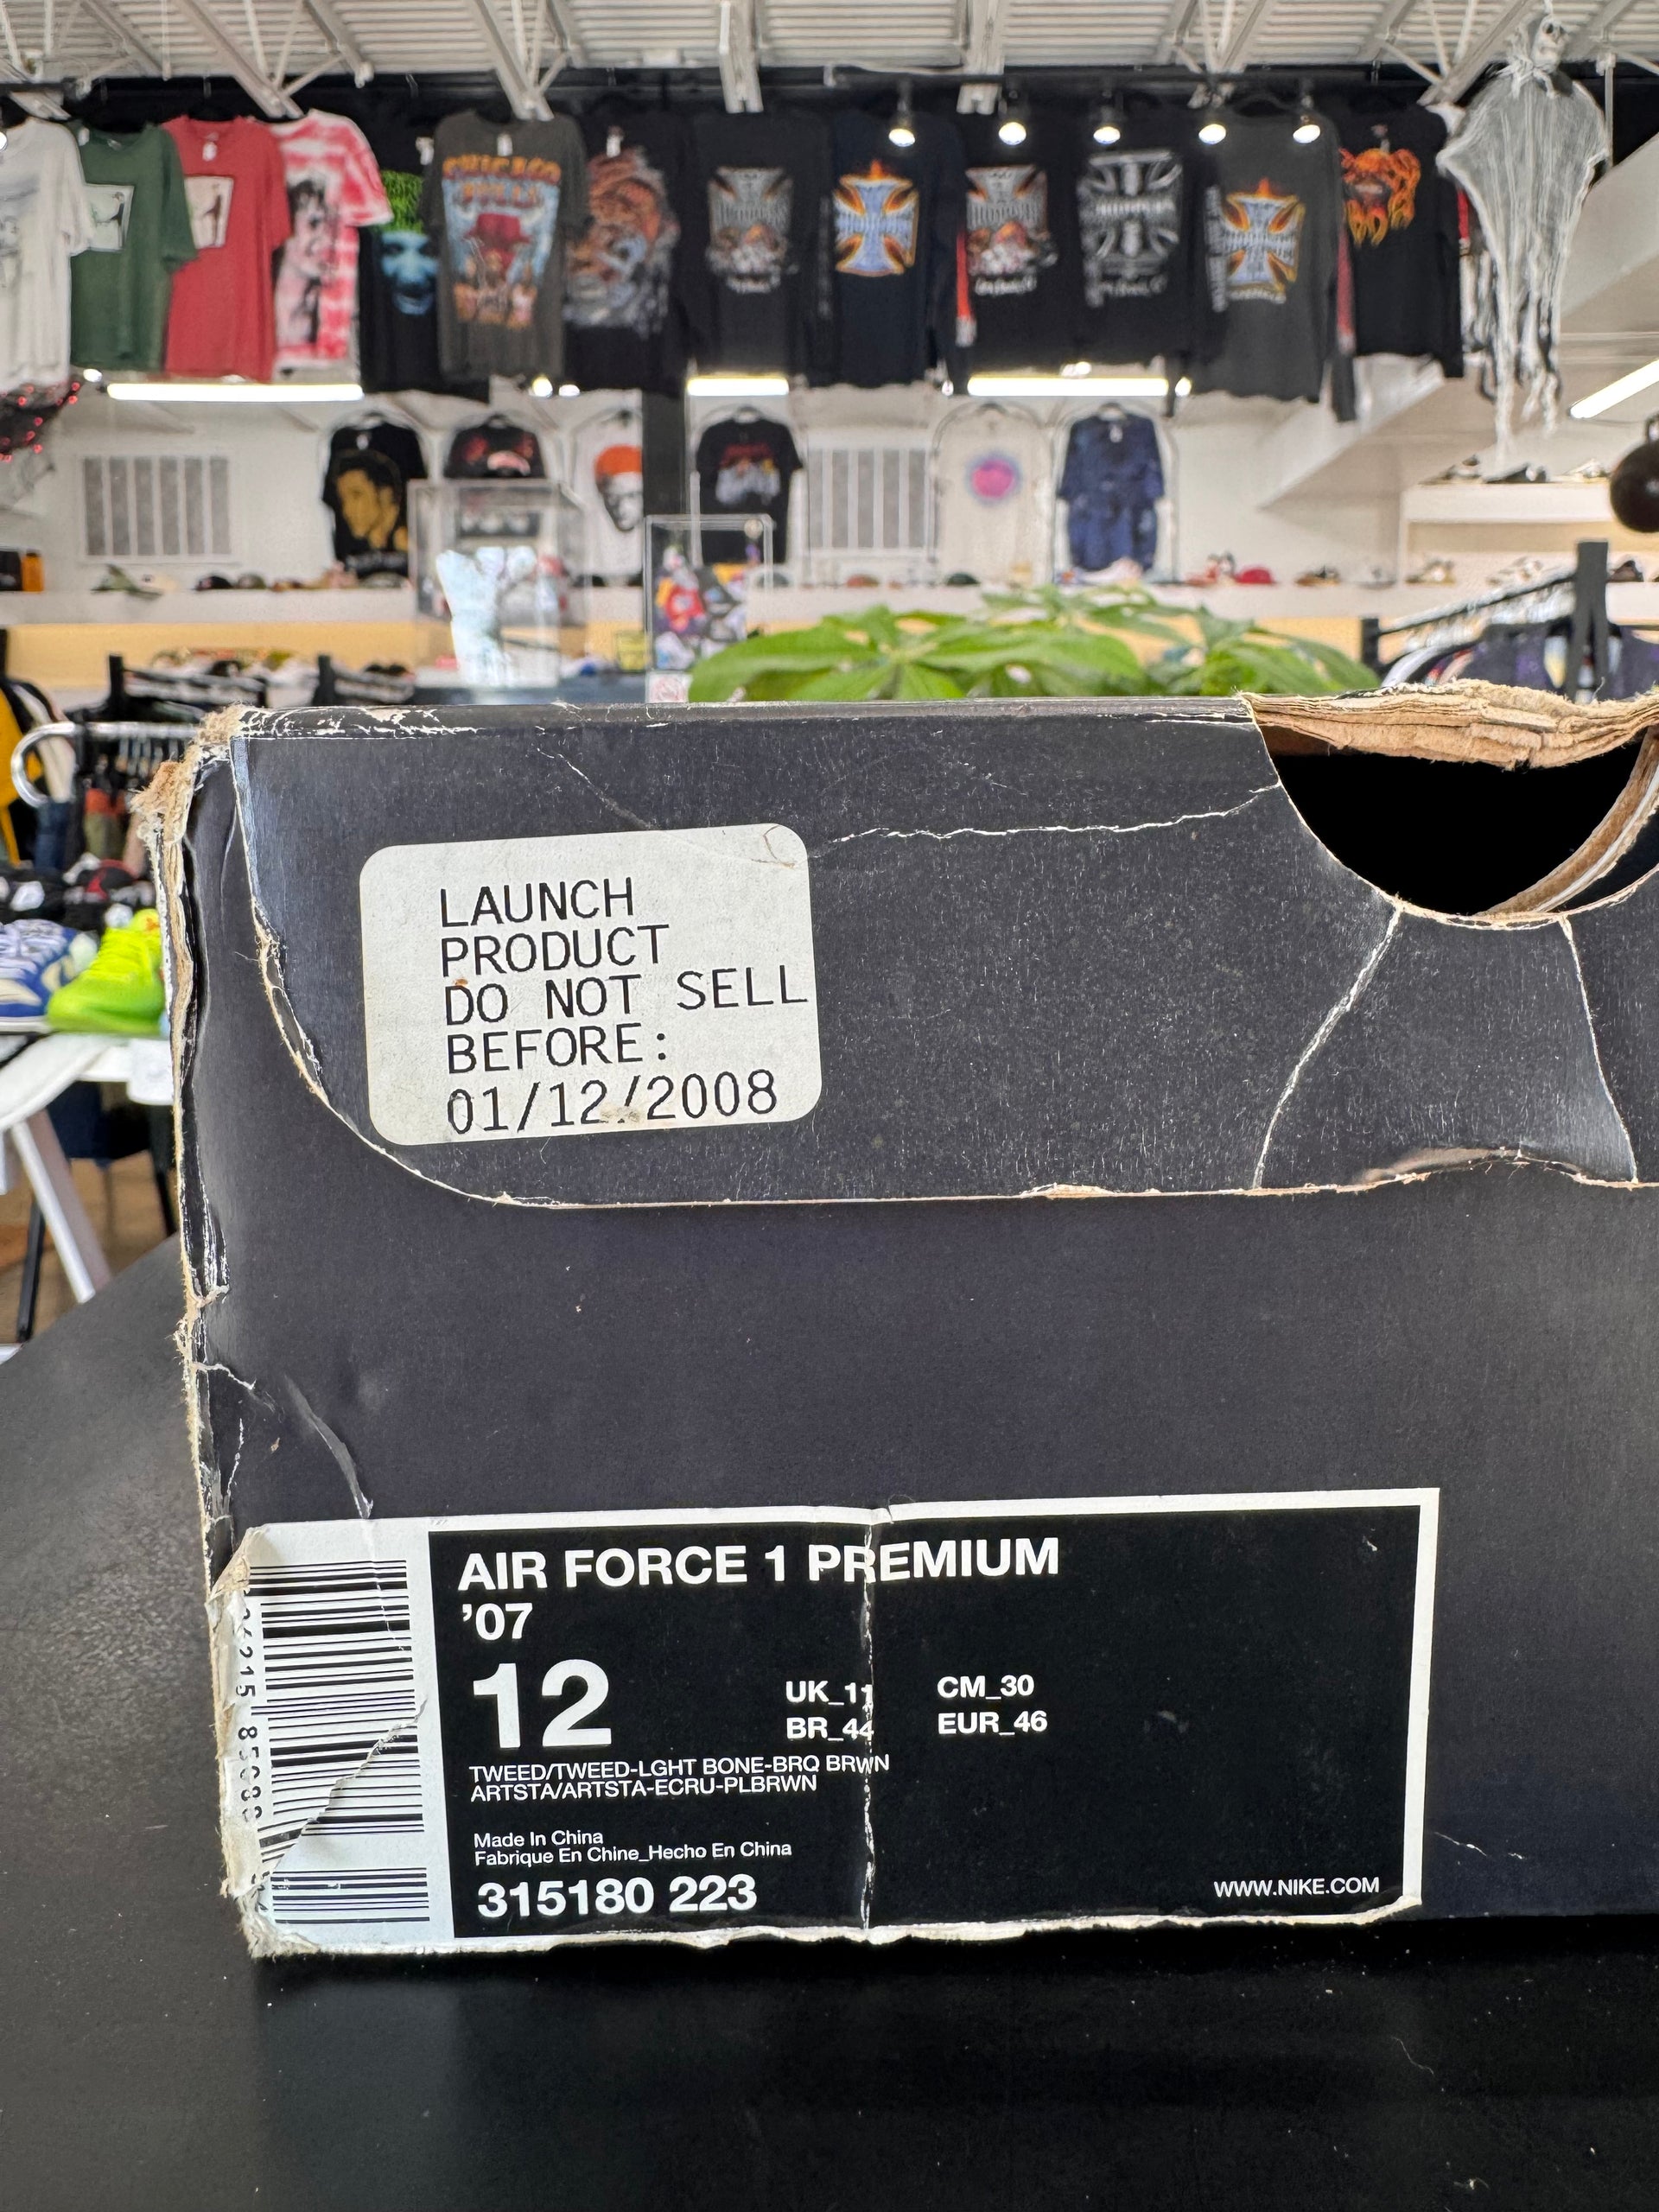 CHICAGO
BULLS
LAUNCH
PRODUCT
DO NOT SELL
BEFORE:
01/12/2008
AIR FORCE 1 PREMIUM
'07
12
UK_11 CM_30
BR_44 EUR_46
TWEED/TWEED-LGHT BONE-BRQ BRWN
ARTSTA/ARTSTA-ECRU-PLBRWN
Made In China
Fabrique En Chine_Hecho En China
315180 223
WWW.NIKE.COM